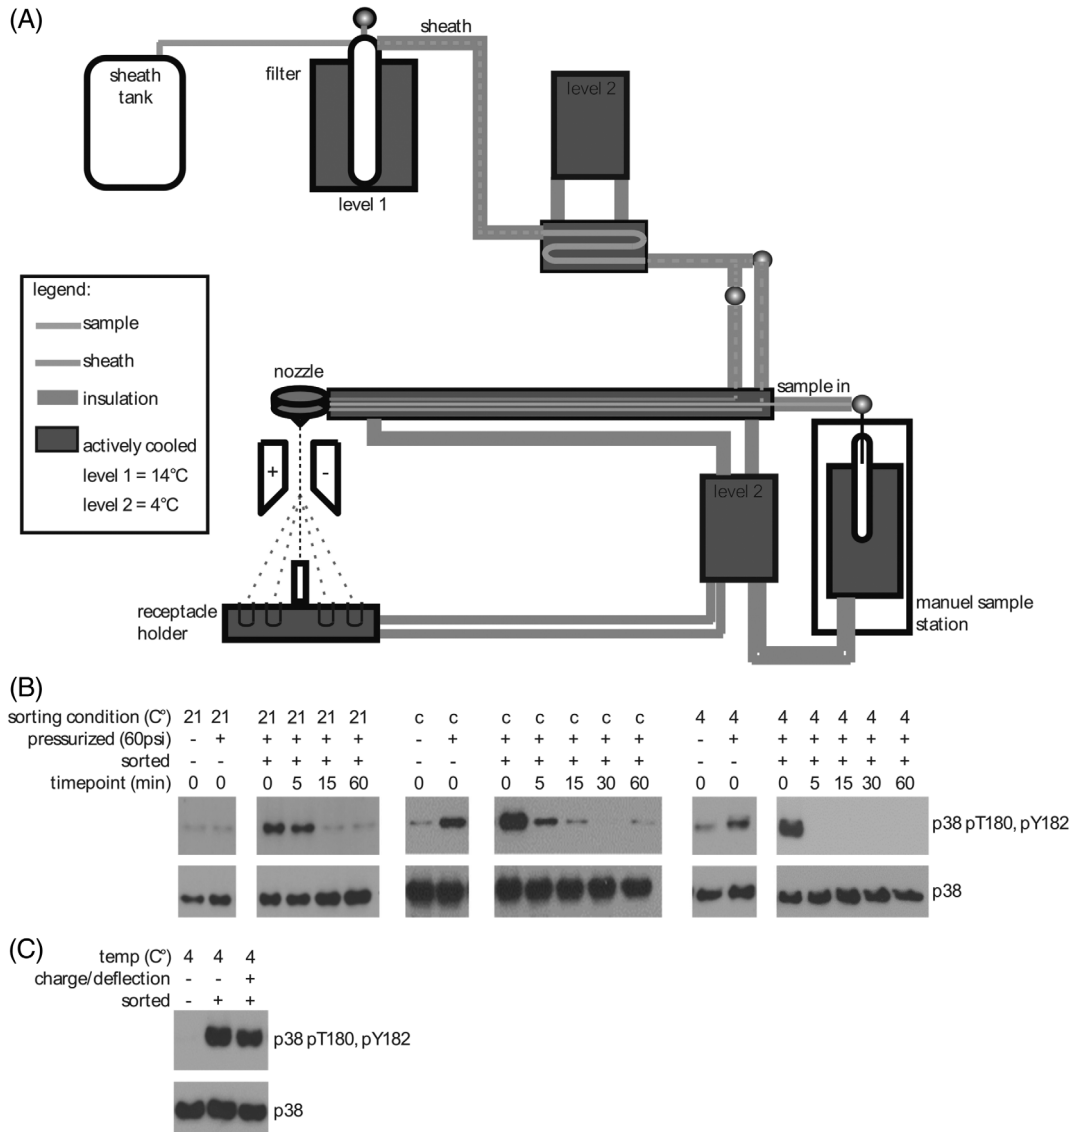 (A)
sheath
sheath
tank
filter
level 1
level 2
legend:
sample
sheath
insulation
actively cooled
level 1 = 14°C
level 2 = 4°C
nozzle
sample in
+ -
level 2
receptacle
holder
manuel sample
station
(B)
sorting condition (C°) 21 21 21 21 21 21 c c c c c c c 4 4 4 4 4 4 4
pressurized (60psi) - + + + + + - + + + + + + - + + + + + +
sorted - - + + + + - - + + + + + - - + + + + +
timepoint (min) 0 0 0 5 15 60 0 0 0 5 15 30 60 0 0 0 5 15 30 60
p38 pT180, pY182
p38
(C)
temp (C°) 4 4 4
charge/deflection - - +
sorted - + +
p38 pT180, pY182
p38